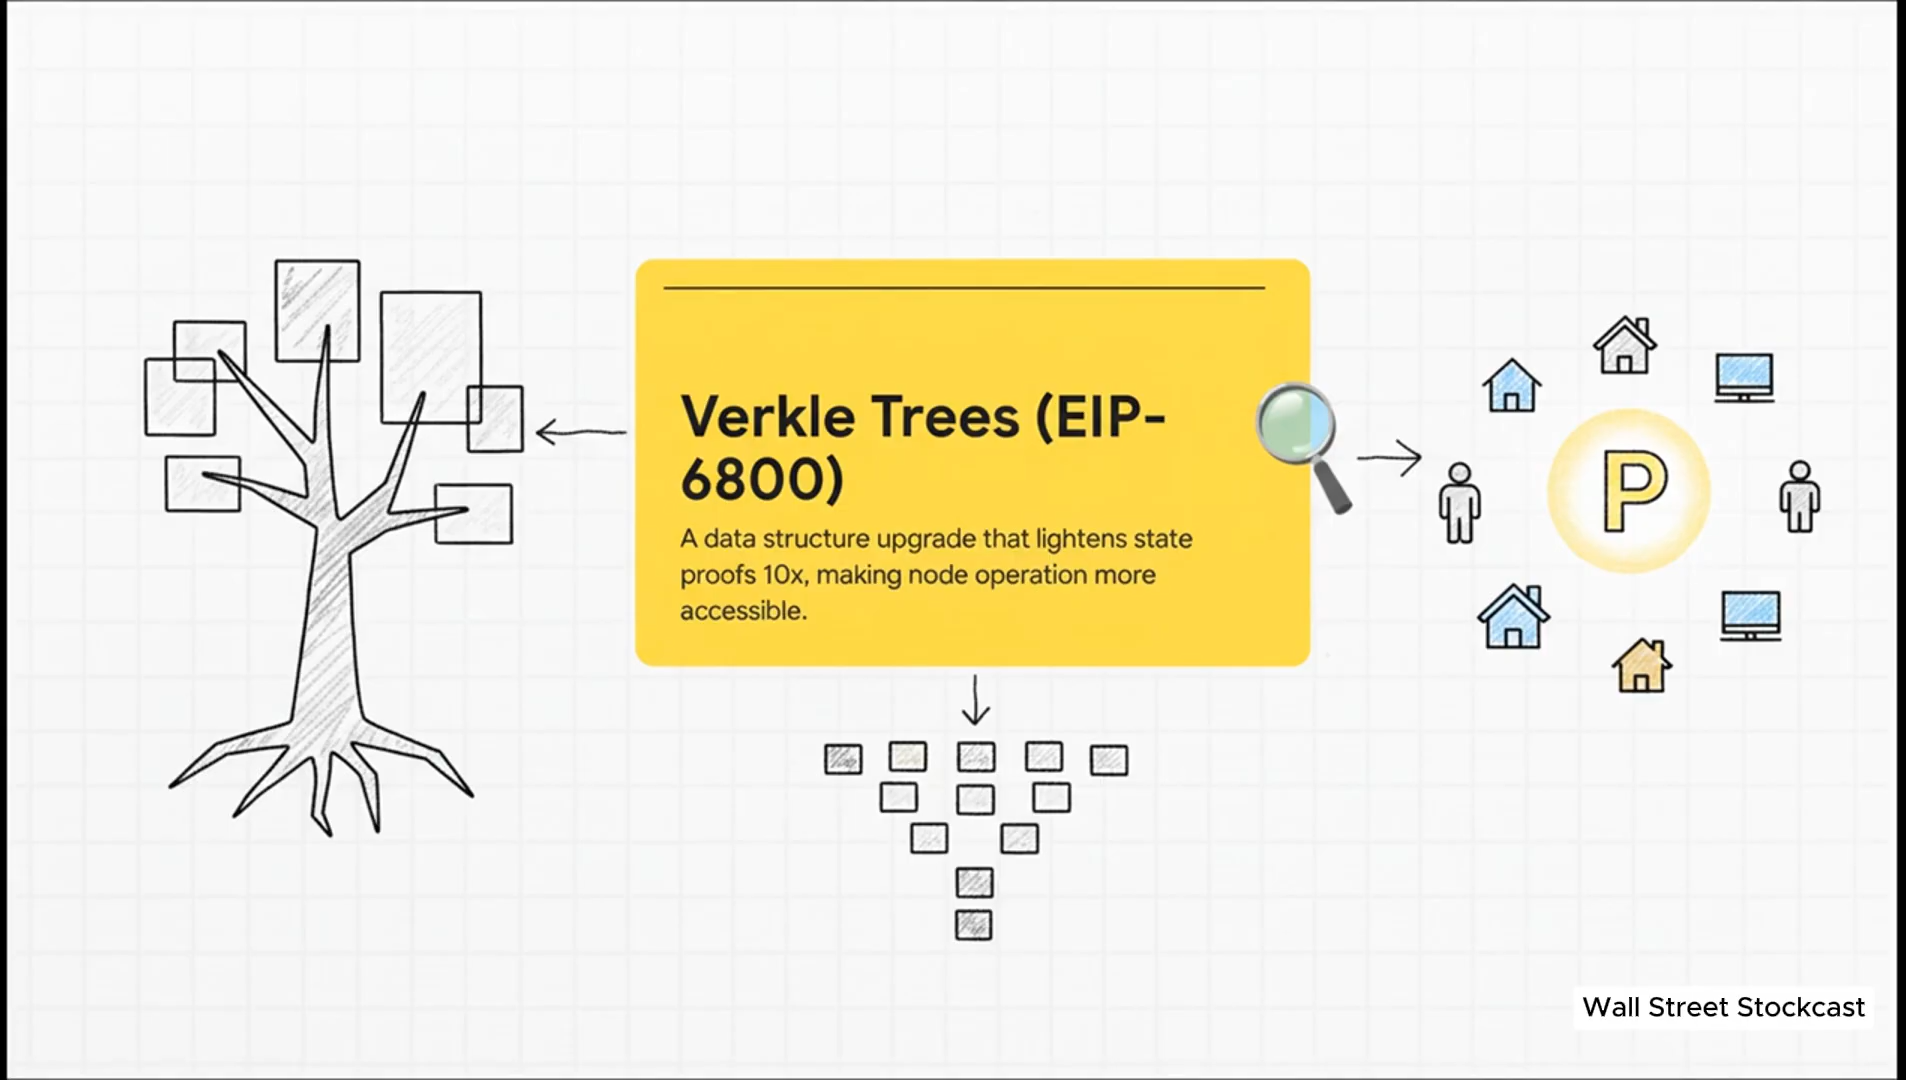 Verkle Trees (EIP-
6800)
A data structure upgrade that lightens state
proofs 10x, making node operation more
accessible.
P
Wall Street Stockcast